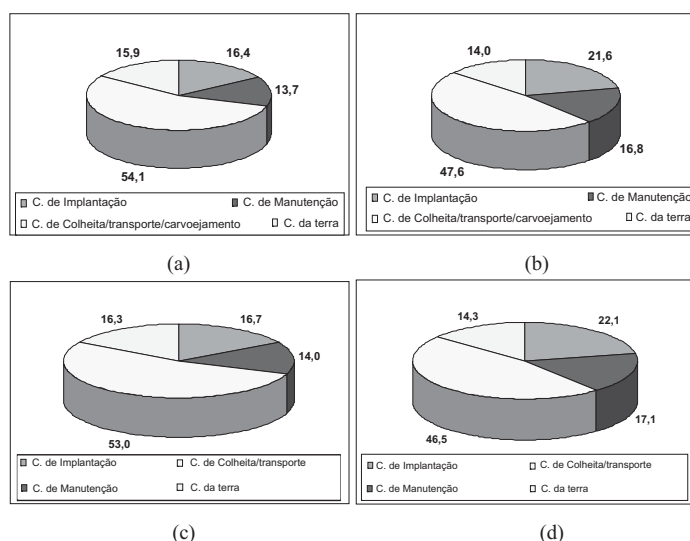 15,9
16,4
13,7
54,1
C. de Implantação
C. de Manutenção
C. de Colheita/transporte/carvoejamento
C. da terra
(a)
14,0
21,6
16,8
47,6
C. de Implantação
C. de Manutenção
C. de Colheita/transporte/carvoejamento
C. da terra
(b)
16,3
16,7
14,0
53,0
C. de Implantação
C. de Colheita/transporte
C. de Manutenção
C. da terra
(c)
14,3
22,1
17,1
46,5
C. de Implantação
C. de Colheita/transporte
C. de Manutenção
C. da terra
(d)